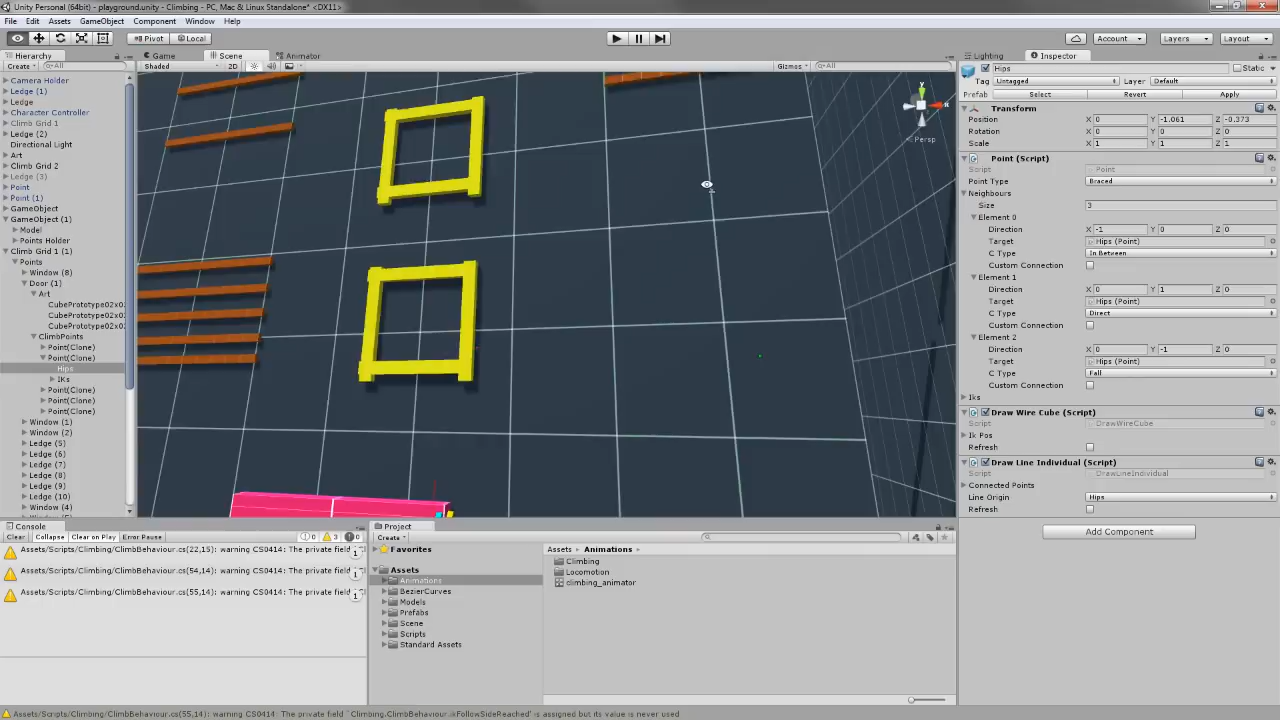 Unity Personal (64bit) - playground.unity - Climbing - PC, Mac & Linux Standalone* <DX11>
File Edit Assets GameObject Component Window Help
Pivot Local Account Layers Layout
Hierarchy Game Scene Animator Lighting Inspector
Create All Shaded 2D Gizmos All
Hips Static
Tag Untagged Layer Default
Prefab Select Revert Apply
Transform
Position X 0 Y -1.061 Z -0.373
Rotation X 0 Y 0 Z 0
Scale X 1 Y 1 Z 1
Point (Script)
Script Point
Point Type Braced
Neighbours
Size 3
Element 0
Direction X -1 Y 0 Z 0
Target Hips (Point)
C Type In Between
Custom Connection
Element 1
Direction X 0 Y 1 Z 0
Target Hips (Point)
C Type Direct
Custom Connection
Element 2
Direction X 0 Y -1 Z 0
Target Hips (Point)
C Type Fall
Custom Connection
Iks
Draw Wire Cube (Script)
Script DrawWireCube
Ik Pos
Refresh
Draw Line Individual (Script)
Script DrawLineIndividual
Connected Points
Line Origin Hips
Refresh
Add Component
Camera Holder
Ledge (1)
Ledge
Character Controller
Climb Grid 1
Ledge (2)
Directional Light
Art
Climb Grid 2
Ledge (3)
Point
Point (1)
GameObject
GameObject (1)
Model
Points Holder
Climb Grid 1 (1)
Points
Window (8)
Door (1)
Art
CubePrototype02x0
CubePrototype02x0
CubePrototype02x0
ClimbPoints
Point(Clone)
Point(Clone)
Hips
IKs
Point(Clone)
Point(Clone)
Point(Clone)
Window (1)
Window (2)
Ledge (5)
Ledge (6)
Ledge (7)
Ledge (8)
Ledge (9)
Ledge (10)
Window (4)
y
x
Persp
Console
Clear Collapse Clear on Play Error Pause 0 3 0
Assets/Scripts/Climbing/ClimbBehaviour.cs(22,15): warning CS0414: The private field 1
Assets/Scripts/Climbing/ClimbBehaviour.cs(54,14): warning CS0414: The private field 1
Assets/Scripts/Climbing/ClimbBehaviour.cs(55,14): warning CS0414: The private field 1
Project
Create
Favorites
Assets
Animations
BezierCurves
Models
Prefabs
Scene
Scripts
Standard Assets
Assets Animations
Climbing
Locomotion
climbing_animator
Assets/Scripts/Climbing/ClimbBehaviour.cs(55,14): warning CS0414: The private field
is assigned but its value is never used